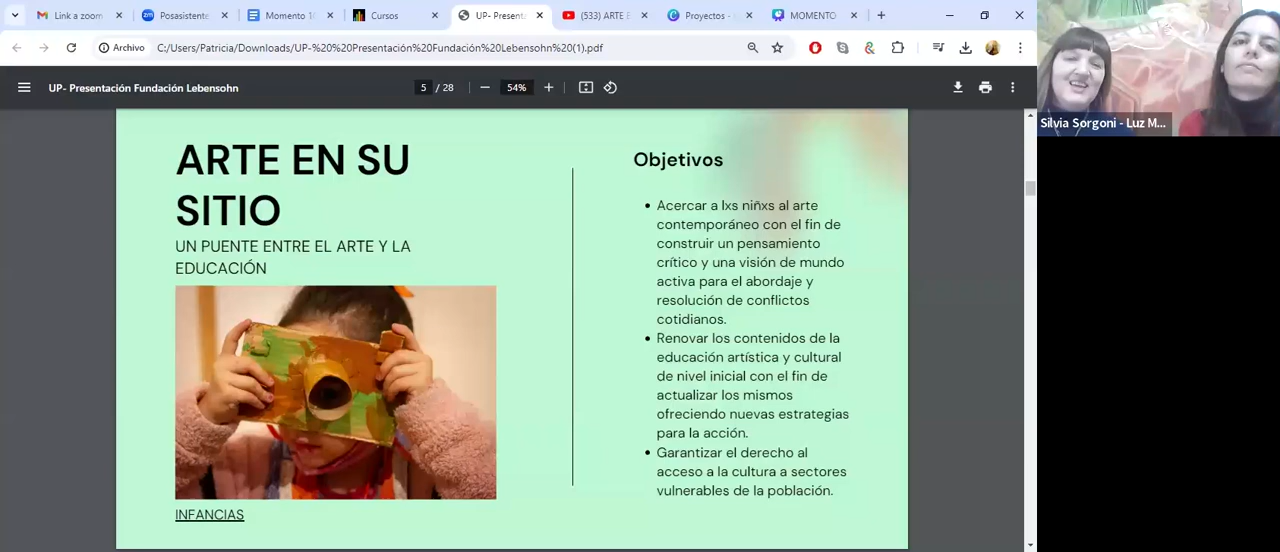 Link a zoom
Posasistente
Momento 1
Cursos
UP- Presenta
(533) ARTE E
Proyectos -
MOMENTO
Archivo
C:/Users/Patricia/Downloads/UP-%20%20Presentación%20Fundación%20Lebensohn%20(1).pdf
UP- Presentación Fundación Lebensohn
5 / 28
54%
Silvia Sorgoni - Luz M...
ARTE EN SU
SITIO
UN PUENTE ENTRE EL ARTE Y LA
EDUCACIÓN
INFANCIAS
Objetivos
Acercar a lxs niñxs al arte
contemporáneo con el fin de
construir un pensamiento
crítico y una visión de mundo
activa para el abordaje y
resolución de conflictos
cotidianos.
Renovar los contenidos de la
educación artística y cultural
de nivel inicial con el fin de
actualizar los mismos
ofreciendo nuevas estrategias
para la acción.
Garantizar el derecho al
acceso a la cultura a sectores
vulnerables de la población.